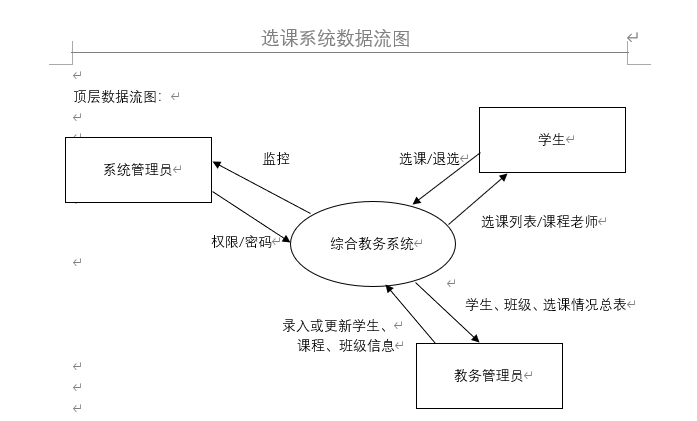 选课系统数据流图
顶层数据流图：
学生
监控
选课/退选
系统管理员
选课列表/课程老师
权限/密码
综合教务系统
学生、班级、选课情况总表
录入或更新学生、
课程、班级信息
教务管理员